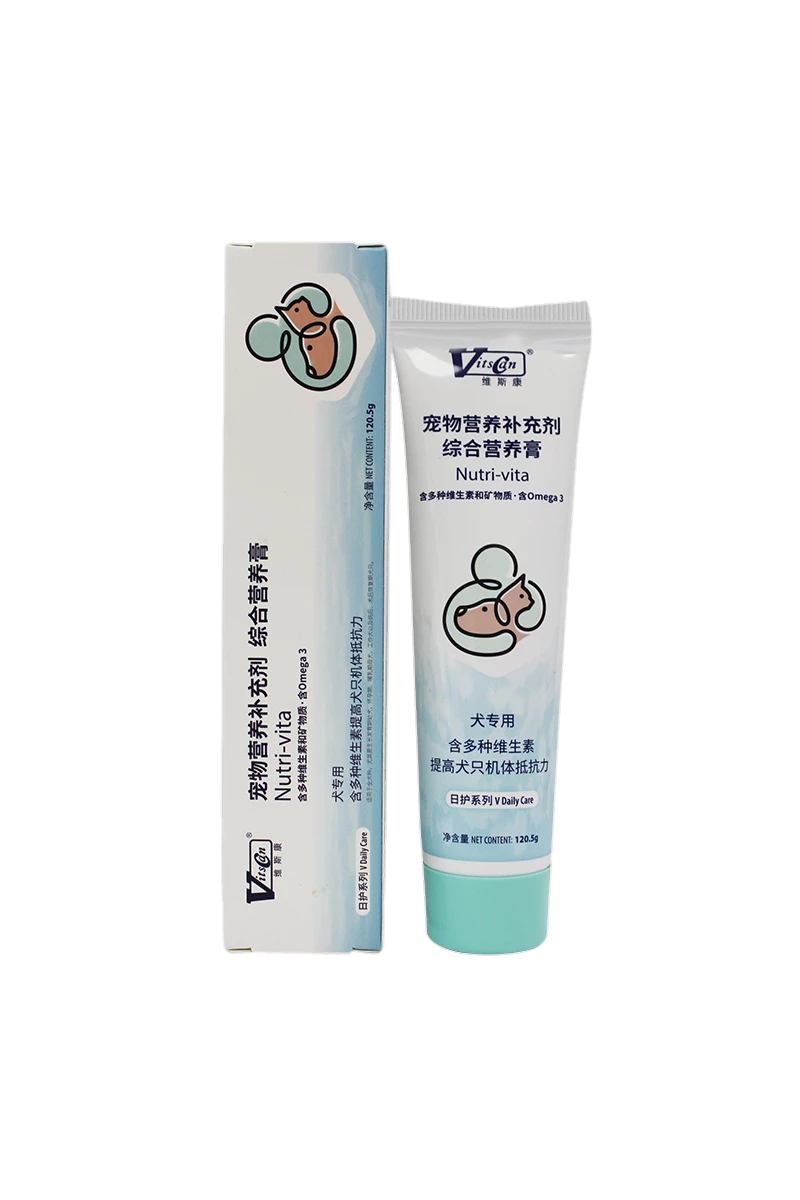 宠物营养补充剂 综合营养膏
Nutri-vita
含多种维生素和矿物质·含Omega 3
犬专用
含多种维生素提高犬只机体抵抗力
净含量 NET CONTENT: 120.5g
Vitscan®
维斯康
日护系列 V Daily Care
Vitscan®
维斯康
宠物营养补充剂
综合营养膏
Nutri-vita
含多种维生素和矿物质·含Omega 3
犬专用
含多种维生素
提高犬只机体抵抗力
日护系列 V Daily Care
净含量 NET CONTENT: 120.5g